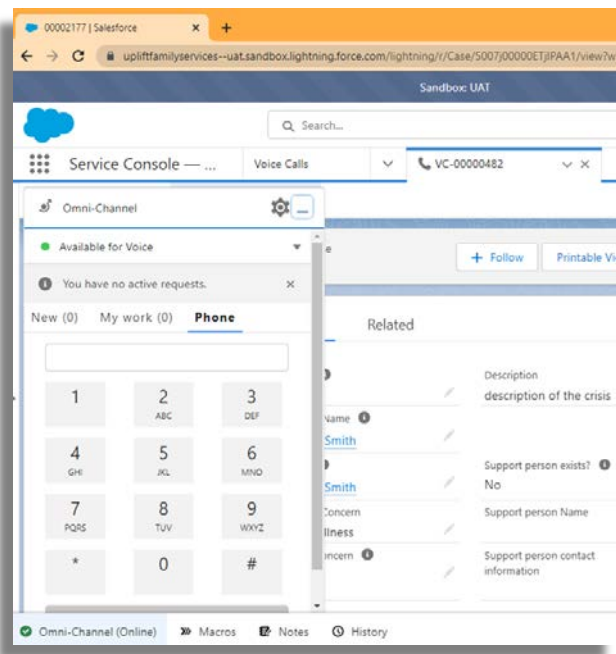 00002177 | Salesforce
upliftfamilyservices--uat.sandbox.lightning.force.com/lightning/r/Case/5007j00000ETjIPAA1/view?w
Sandbox: UAT
Search...
Service Console — ...
Voice Calls
VC-00000482
Omni-Channel
Available for Voice
+ Follow
Printable Vi
You have no active requests.
New (0) My work (0) Phone
Related
1 2 3
ABC DEF
4 5 6
GHI JKL MNO
7 8 9
PQRS TUV WXYZ
* 0 #
Description
description of the crisis
Name
Smith
Support person exists?
Smith
No
Concern
Support person Name
llness
oncern
Support person contact
information
Omni-Channel (Online) Macros Notes History